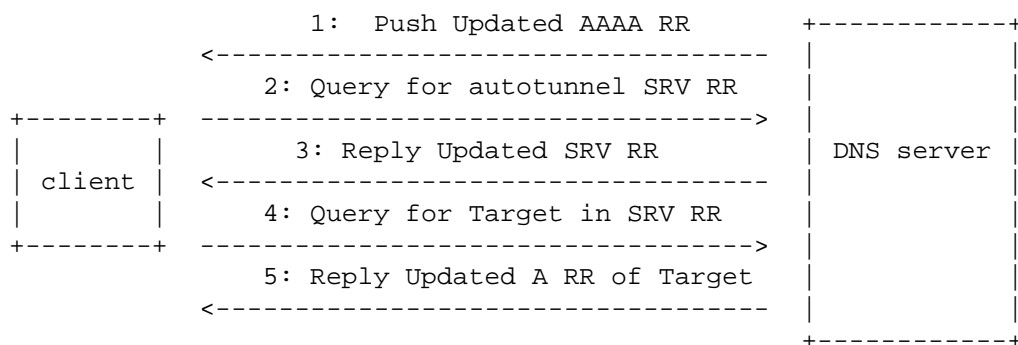 1:  Push Updated AAAA RR
2: Query for autotunnel SRV RR
3: Reply Updated SRV RR
DNS server
client
4: Query for Target in SRV RR
5: Reply Updated A RR of Target